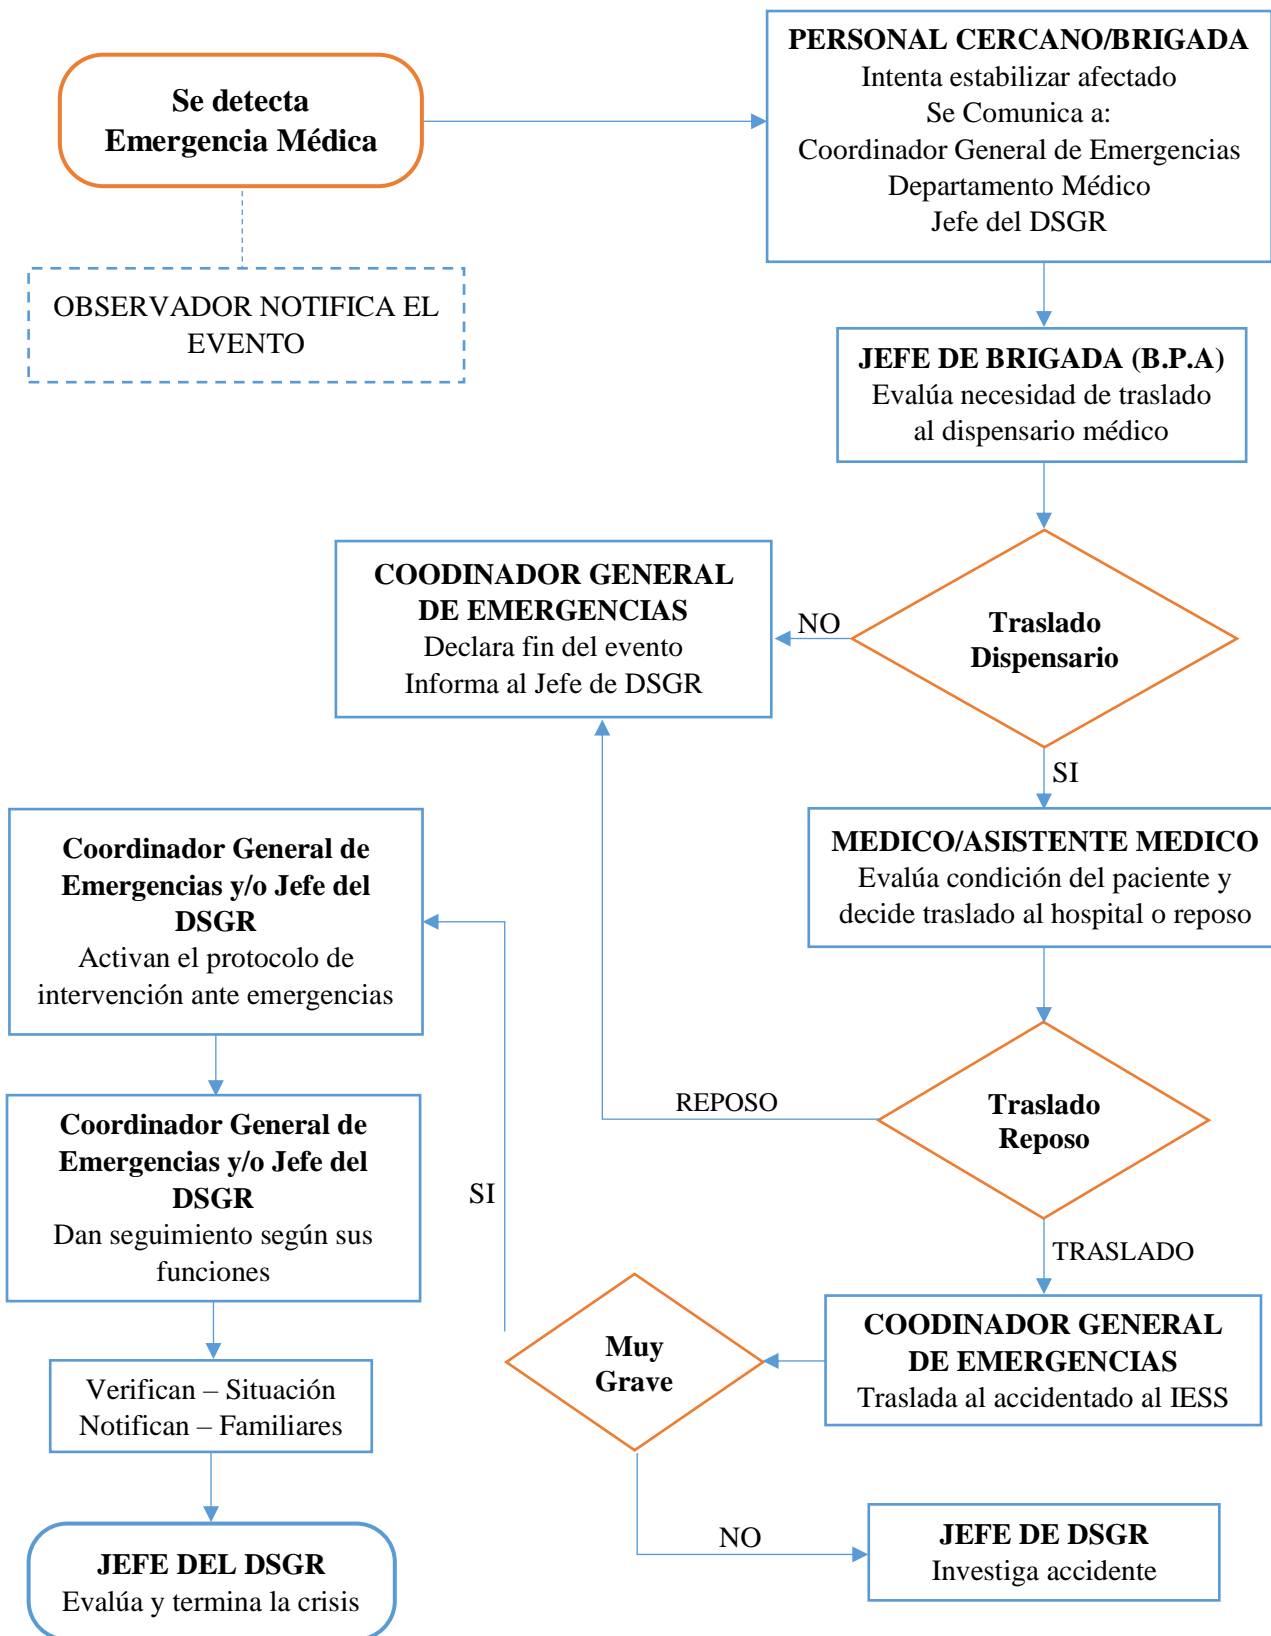 Se detecta
Emergencia Médica
OBSERVADOR NOTIFICA EL
EVENTO
PERSONAL CERCANO/BRIGADA
Intenta estabilizar afectado
Se Comunica a:
Coordinador General de Emergencias
Departamento Médico
Jefe del DSGR
JEFE DE BRIGADA (B.P.A)
Evalúa necesidad de traslado
al dispensario médico
Traslado
Dispensario
NO
COODINADOR GENERAL
DE EMERGENCIAS
Declara fin del evento
Informa al Jefe de DSGR
SI
MEDICO/ASISTENTE MEDICO
Evalúa condición del paciente y
decide traslado al hospital o reposo
Traslado
Reposo
REPOSO
TRASLADO
COODINADOR GENERAL
DE EMERGENCIAS
Traslada al accidentado al IESS
Muy
Grave
NO
JEFE DE DSGR
Investiga accidente
SI
Coordinador General de
Emergencias y/o Jefe del
DSGR
Activan el protocolo de
intervención ante emergencias
Coordinador General de
Emergencias y/o Jefe del
DSGR
Dan seguimiento según sus
funciones
Verifican – Situación
Notifican – Familiares
JEFE DEL DSGR
Evalúa y termina la crisis